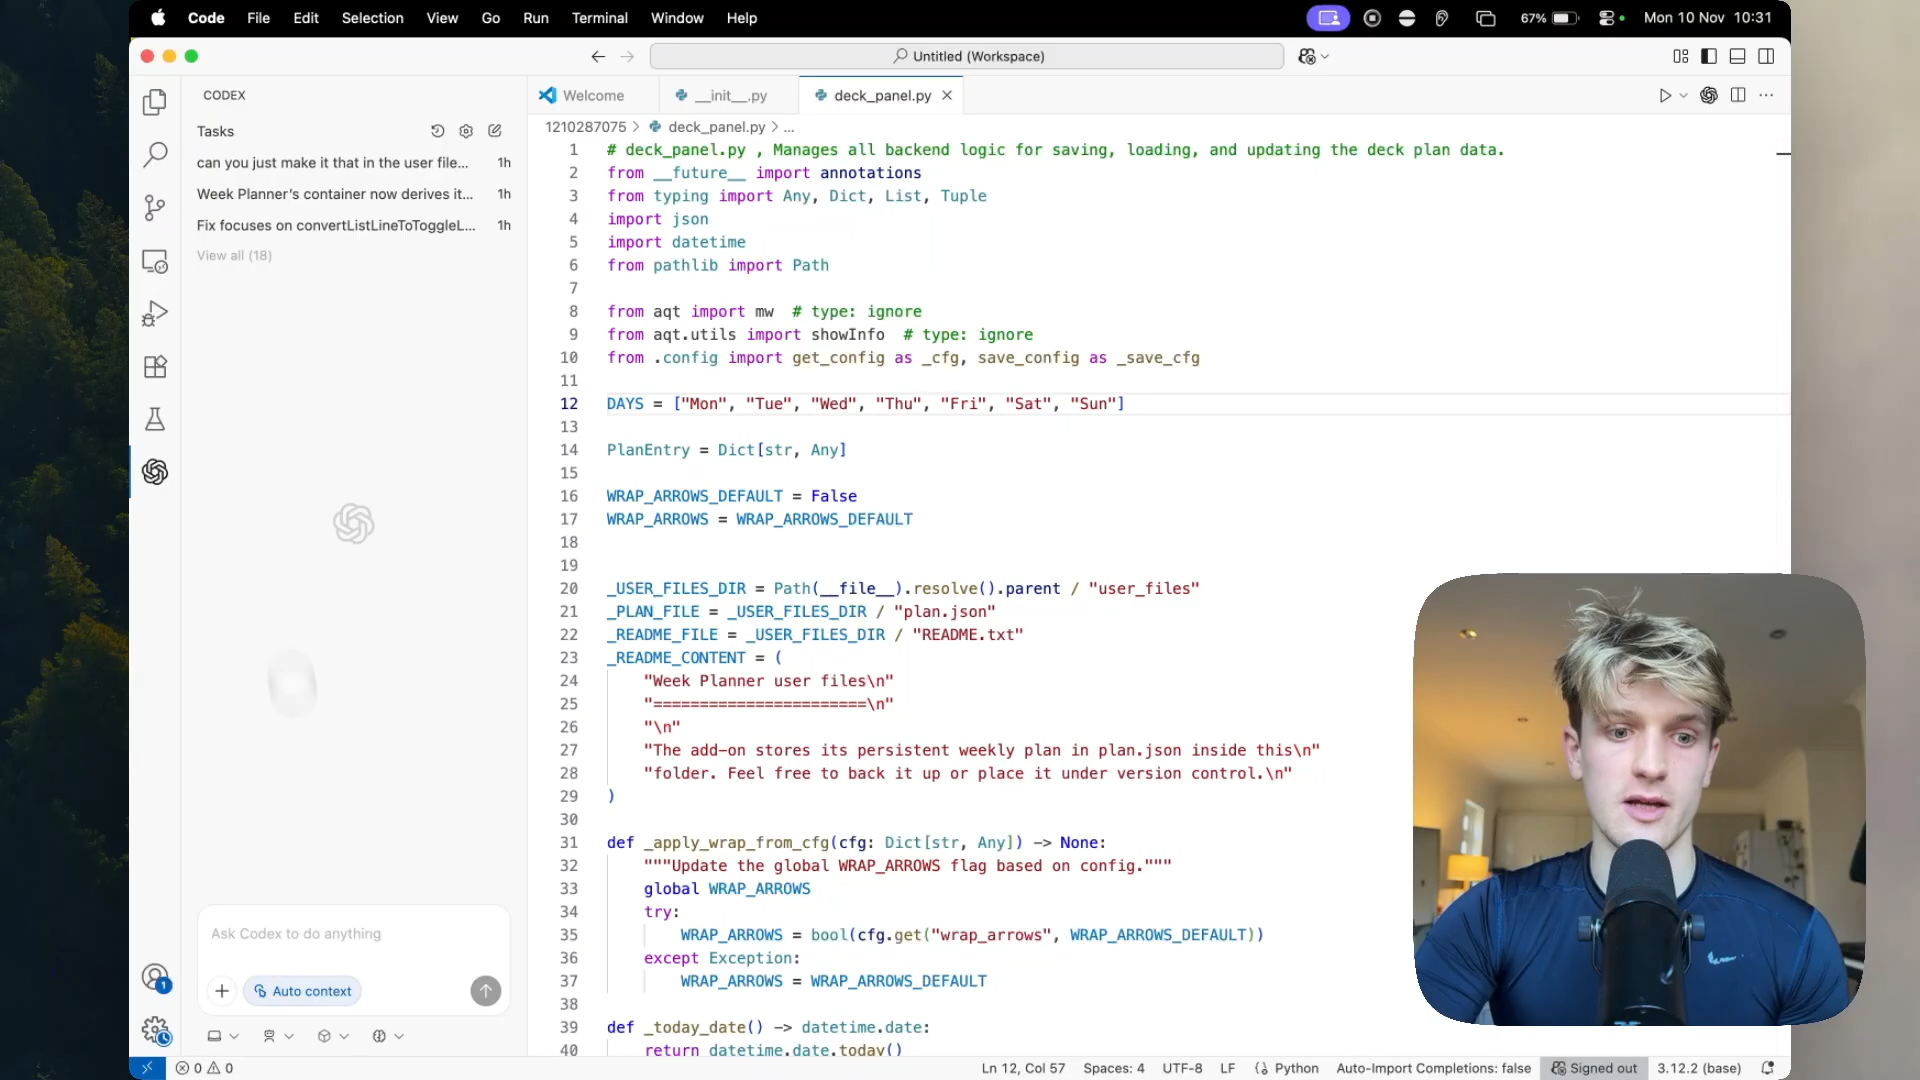 Code File Edit Selection View Go Run Terminal Window Help 67% Mon 10 Nov 10:31
Untitled (Workspace)
CODEX
Tasks
can you just make it that in the user file... 1h
Week Planner's container now derives it... 1h
Fix focuses on convertListLineToToggleL... 1h
View all (18)
Welcome __init__.py deck_panel.py
1210287075 > deck_panel.py > ...
1 # deck_panel.py , Manages all backend logic for saving, loading, and updating the deck plan data.
2 from __future__ import annotations
3 from typing import Any, Dict, List, Tuple
4 import json
5 import datetime
6 from pathlib import Path
7
8 from aqt import mw # type: ignore
9 from aqt.utils import showInfo # type: ignore
10 from .config import get_config as _cfg, save_config as _save_cfg
11
12 DAYS = ["Mon", "Tue", "Wed", "Thu", "Fri", "Sat", "Sun"]
13
14 PlanEntry = Dict[str, Any]
15
16 WRAP_ARROWS_DEFAULT = False
17 WRAP_ARROWS = WRAP_ARROWS_DEFAULT
18
19
20 _USER_FILES_DIR = Path(__file__).resolve().parent / "user_files"
21 _PLAN_FILE = _USER_FILES_DIR / "plan.json"
22 _README_FILE = _USER_FILES_DIR / "README.txt"
23 _README_CONTENT = (
24 "Week Planner user files\n"
25 "=======================\n"
26 "\n"
27 "The add-on stores its persistent weekly plan in plan.json inside this\n"
28 "folder. Feel free to back it up or place it under version control.\n"
29 )
30
31 def _apply_wrap_from_cfg(cfg: Dict[str, Any]) -> None:
32 """Update the global WRAP_ARROWS flag based on config."""
33 global WRAP_ARROWS
34 try:
35 WRAP_ARROWS = bool(cfg.get("wrap_arrows", WRAP_ARROWS_DEFAULT))
36 except Exception:
37 WRAP_ARROWS = WRAP_ARROWS_DEFAULT
38
39 def _today_date() -> datetime.date:
40 return datetime.date.today()
Ask Codex to do anything
Auto context
1
0 0 Ln 12, Col 57 Spaces: 4 UTF-8 LF Python Auto-Import Completions: false Signed out 3.12.2 (base)